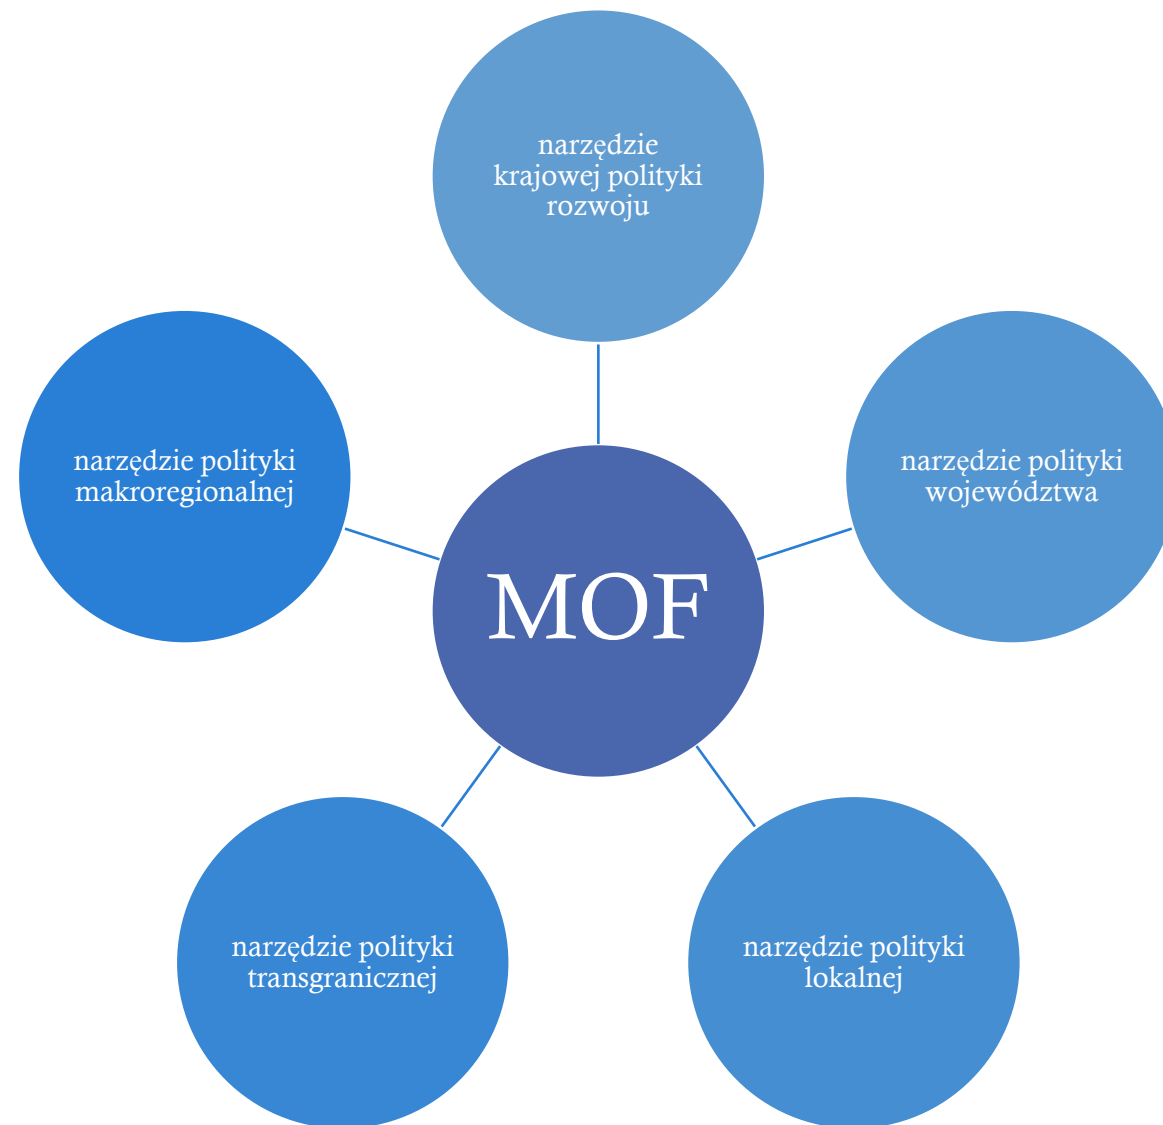 narzędzie
krajowej polityki
rozwoju
narzędzie polityki
makroregionalnej
narzędzie polityki
województwa
MOF
narzędzie polityki
transgranicznej
narzędzie polityki
lokalnej